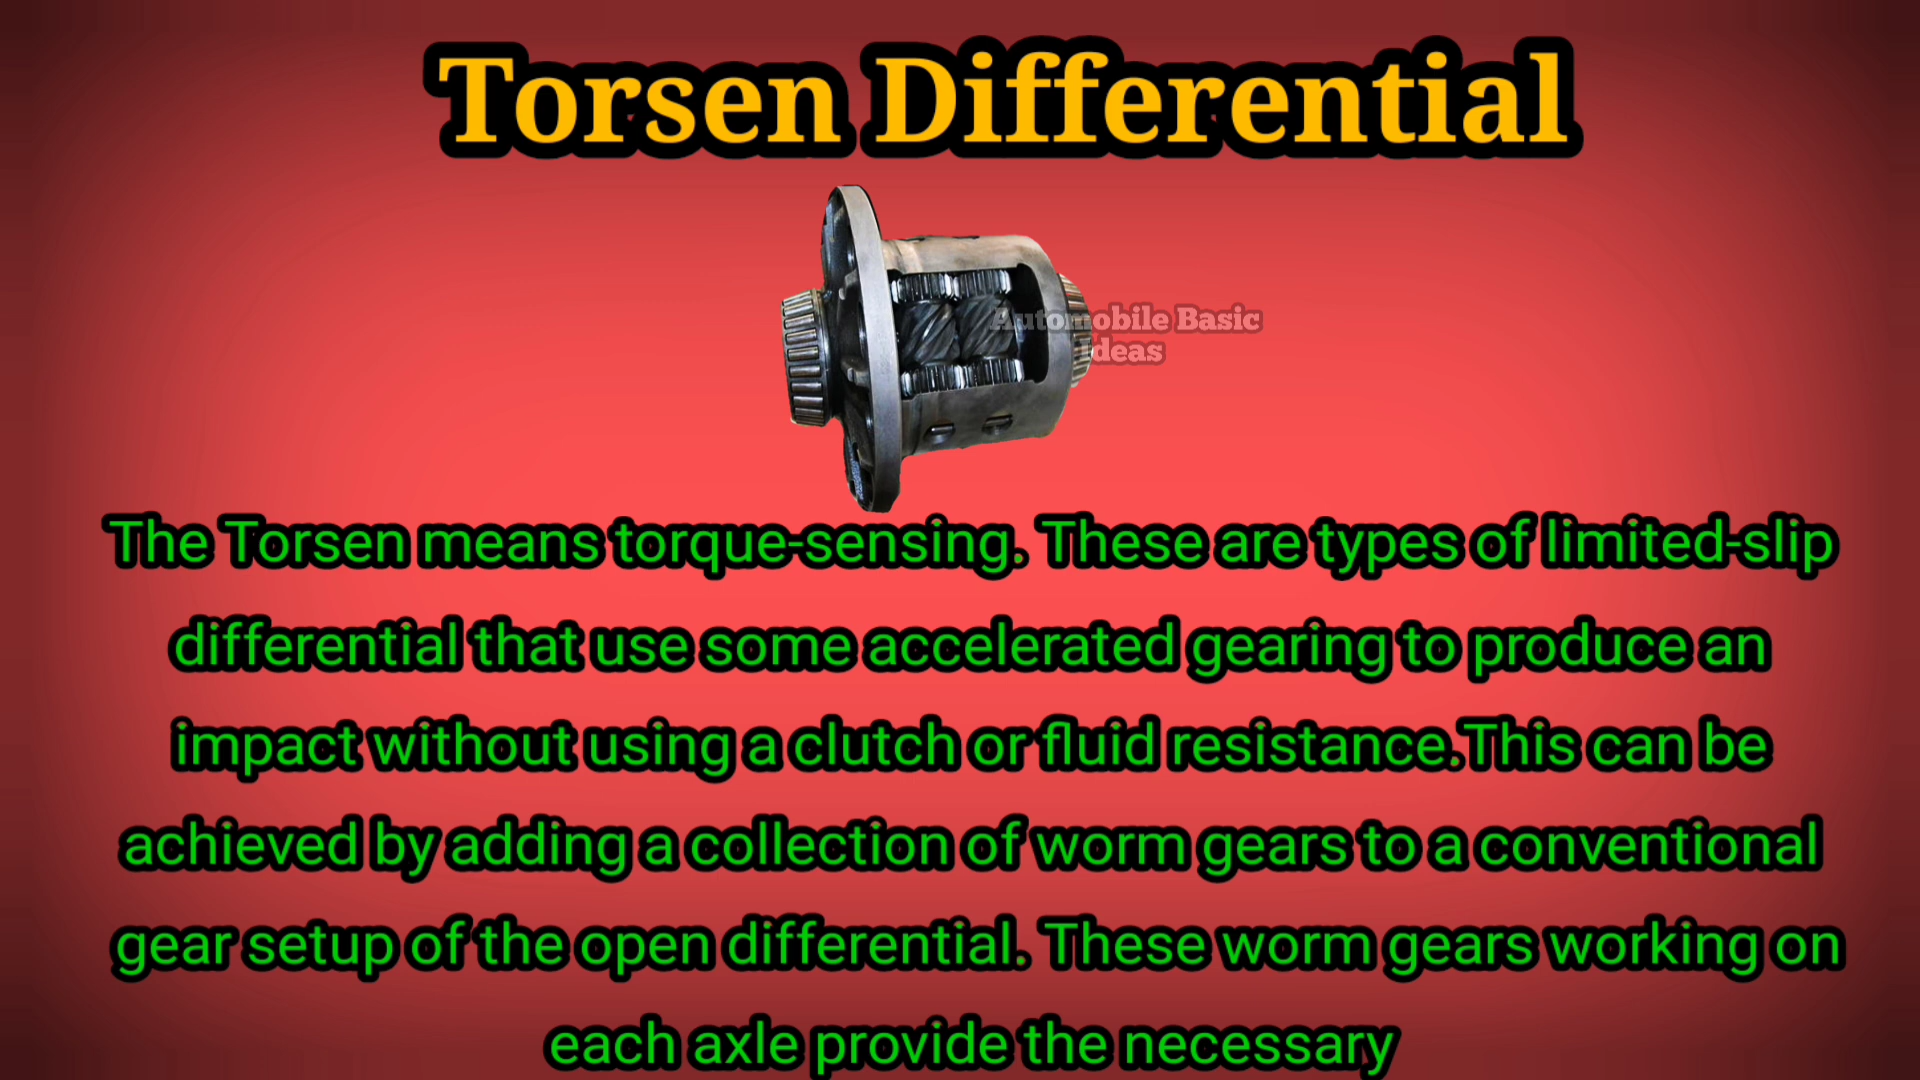 Torsen Differential
Automobile Basic
ideas
The Torsen means torque-sensing. These are types of limited-slip
differential that use some accelerated gearing to produce an
impact without using a clutch or fluid resistance.This can be
achieved by adding a collection of worm gears to a conventional
gear setup of the open differential. These worm gears working on
each axle provide the necessary